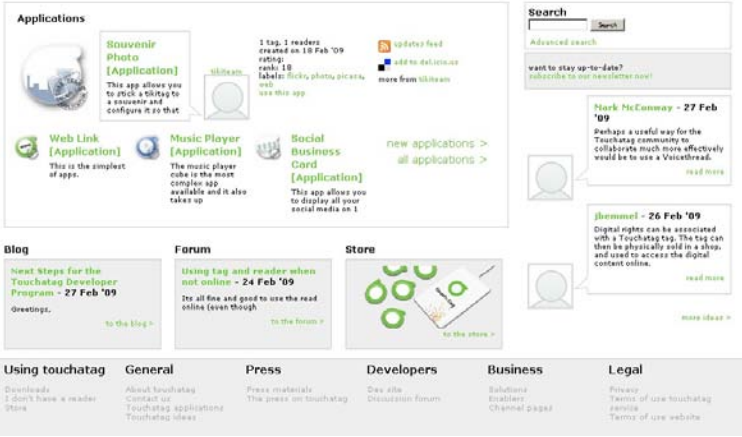 Applications
Souvenir
Photo
[Application]
This app allows you
to stick a tikitag to
a souvenir and
configure it so that
tikiteam
1 tag, 1 readers
created on 18 Feb '09
rating:
rank: 18
labels: flickr, photo, picasa,
web
use this app
updates feed
add to del.icio.us
more from tikiteam
Web Link
[Application]
This is the simplest
of apps.
Music Player
[Application]
The music player
cube is the most
complex app
available and it also
takes up
Social
Business
Card
[Application]
This app allows you
to display all your
social media on 1
new applications >
all applications >
Search
Search
Advanced search
want to stay up-to-date?
subscribe to our newsletter now!
Mark McConway - 27 Feb
'09
Perhaps a useful way for the
Touchatag community to
collaborate much more effectively
would be to use a Voicethread.
read more
jhemmel - 26 Feb '09
Digital rights can be associated
with a Touchatag tag. The tag can
then be physically sold in a shop,
and used to access the digital
content online.
read more
more ideas >
Blog
Next Steps for the
Touchatag Developer
Program - 27 Feb '09
Greetings,
to the blog >
Forum
Using tag and reader when
not online - 24 Feb '09
Its all fine and good to use the read
online (even though
to the forum >
Store
to the store >
Using touchatag
Downloads
I don't have a reader
Store
General
About touchatag
Contact us
Touchatag applications
Touchatag ideas
Press
Press materials
The press on touchatag
Developers
Dev site
Discussion forum
Business
Solutions
Enablers
Channel pages
Legal
Privacy
Terms of use touchatag
service
Terms of use website